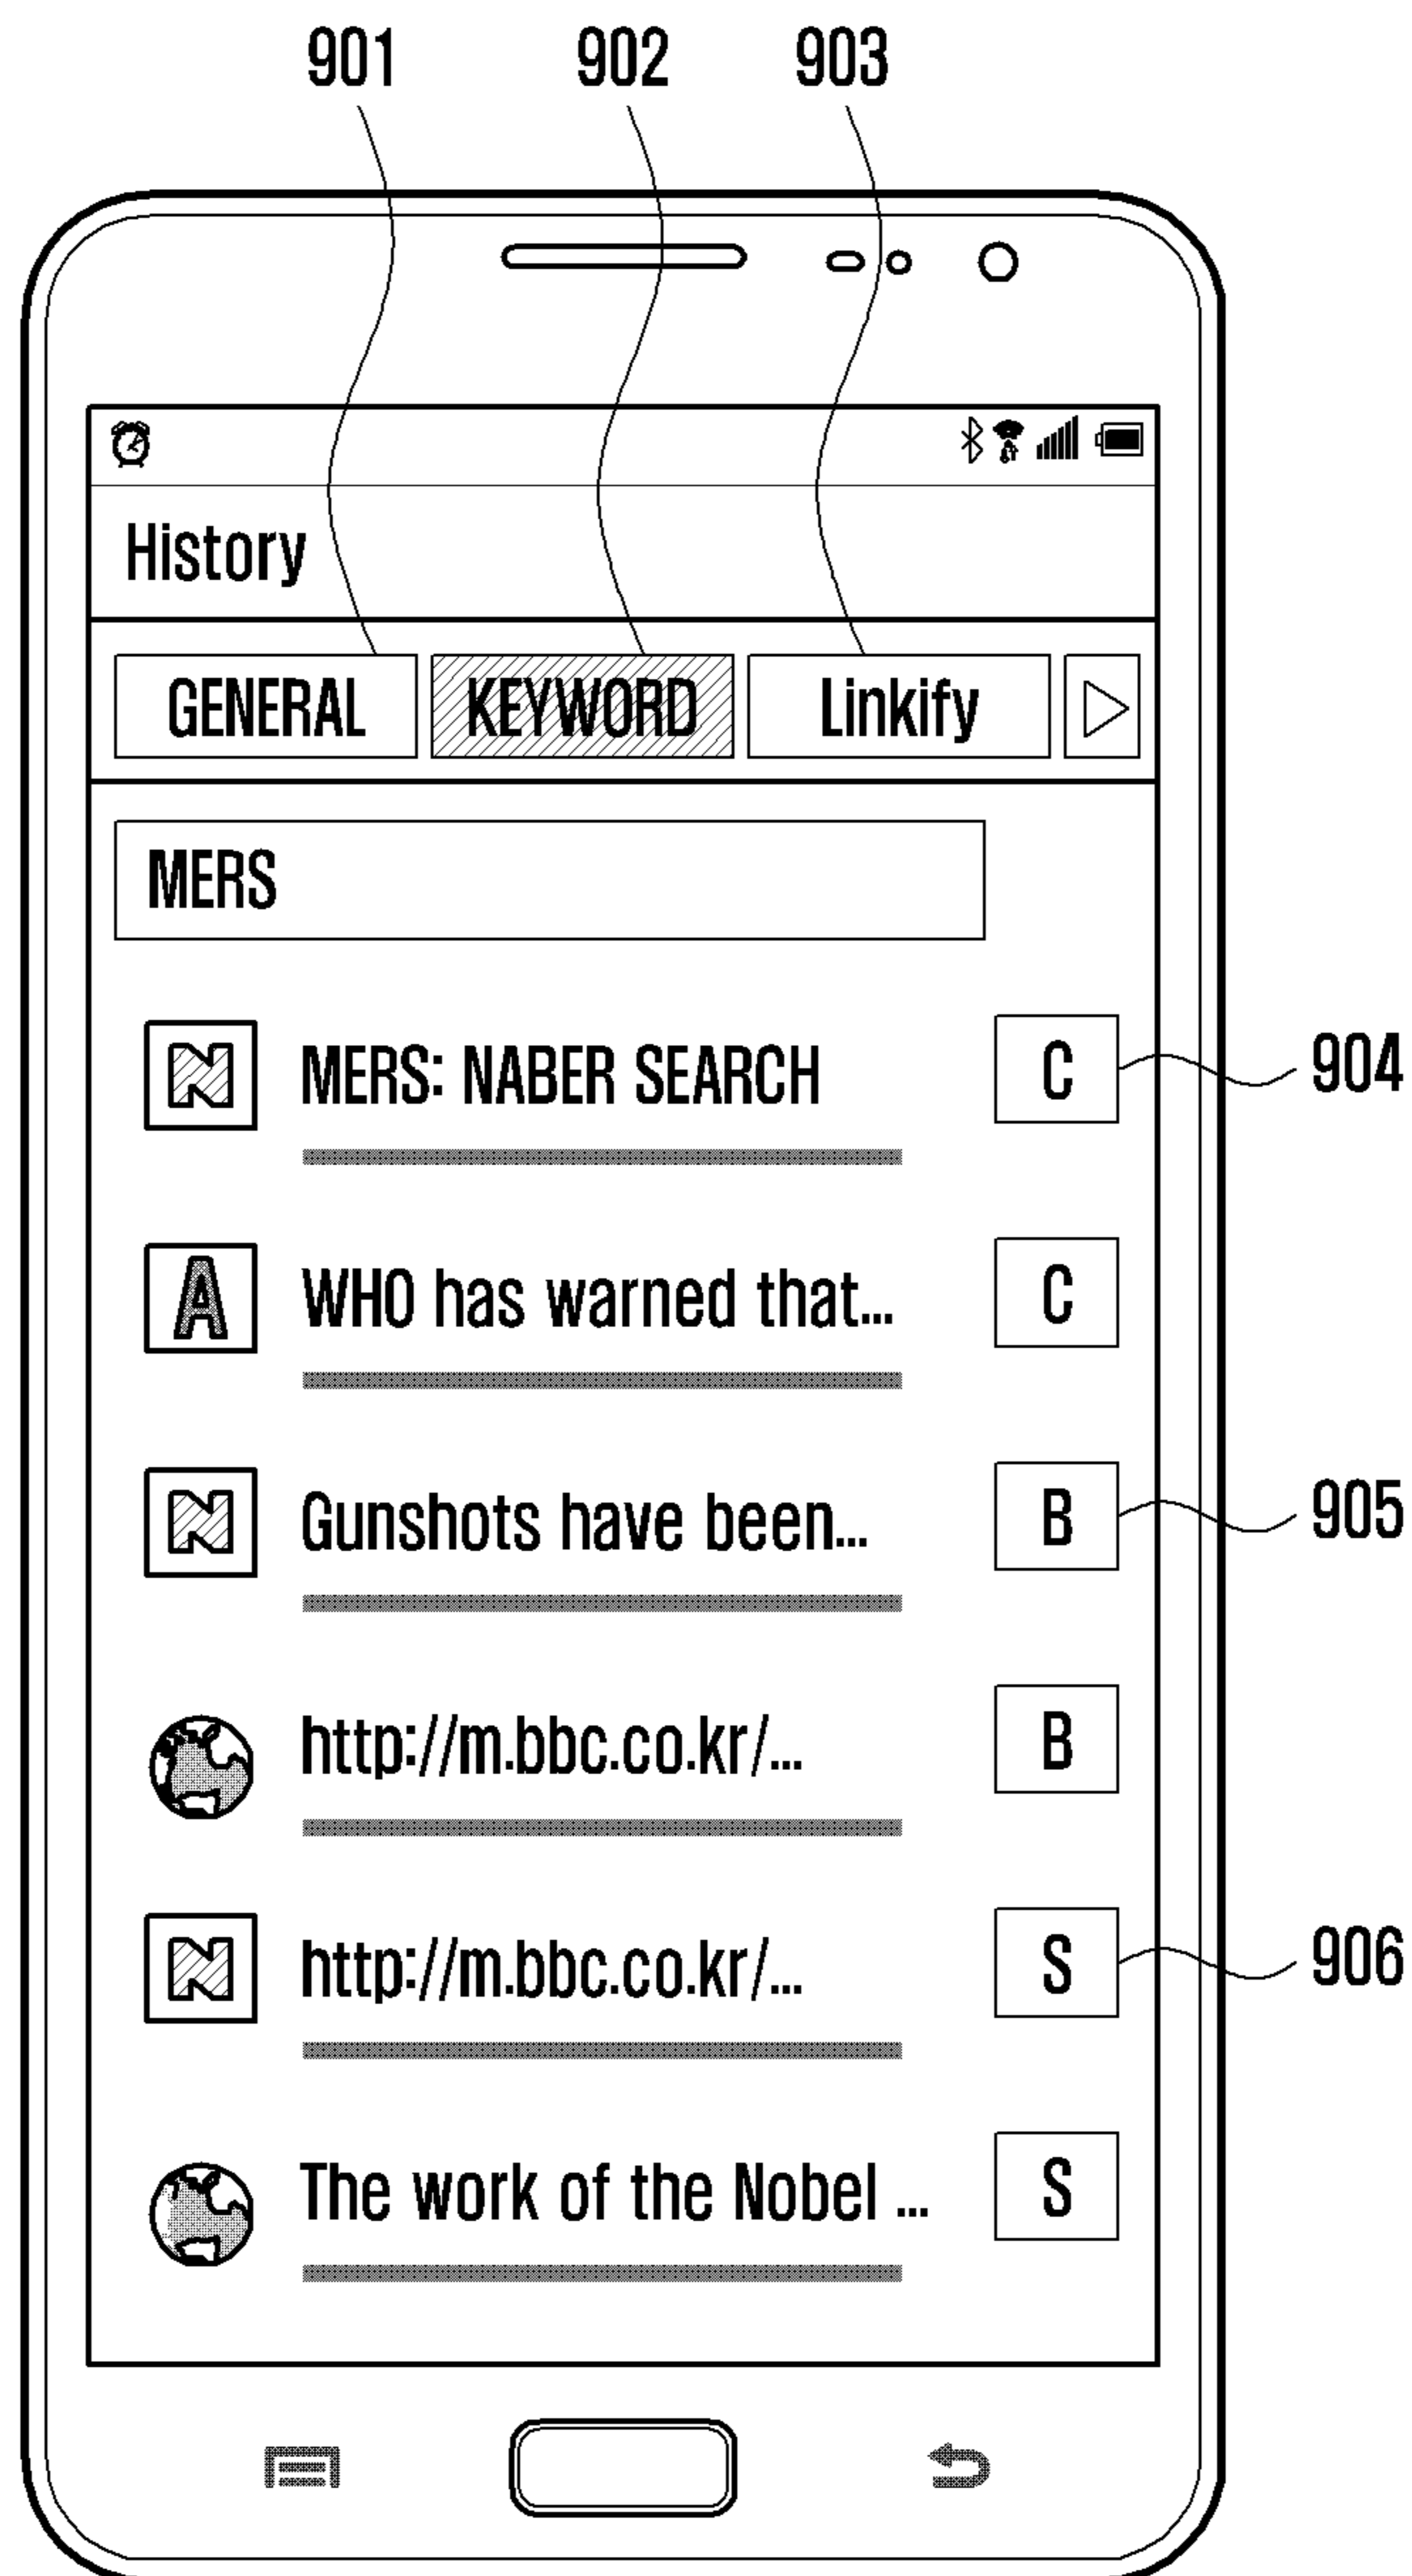 901 902 903
History
GENERAL KEYWORD Linkify
MERS
N MERS: NABER SEARCH C 904
A WHO has warned that... C
N Gunshots have been... B 905
http://m.bbc.co.kr/... B
N http://m.bbc.co.kr/... S 906
The work of the Nobel ... S